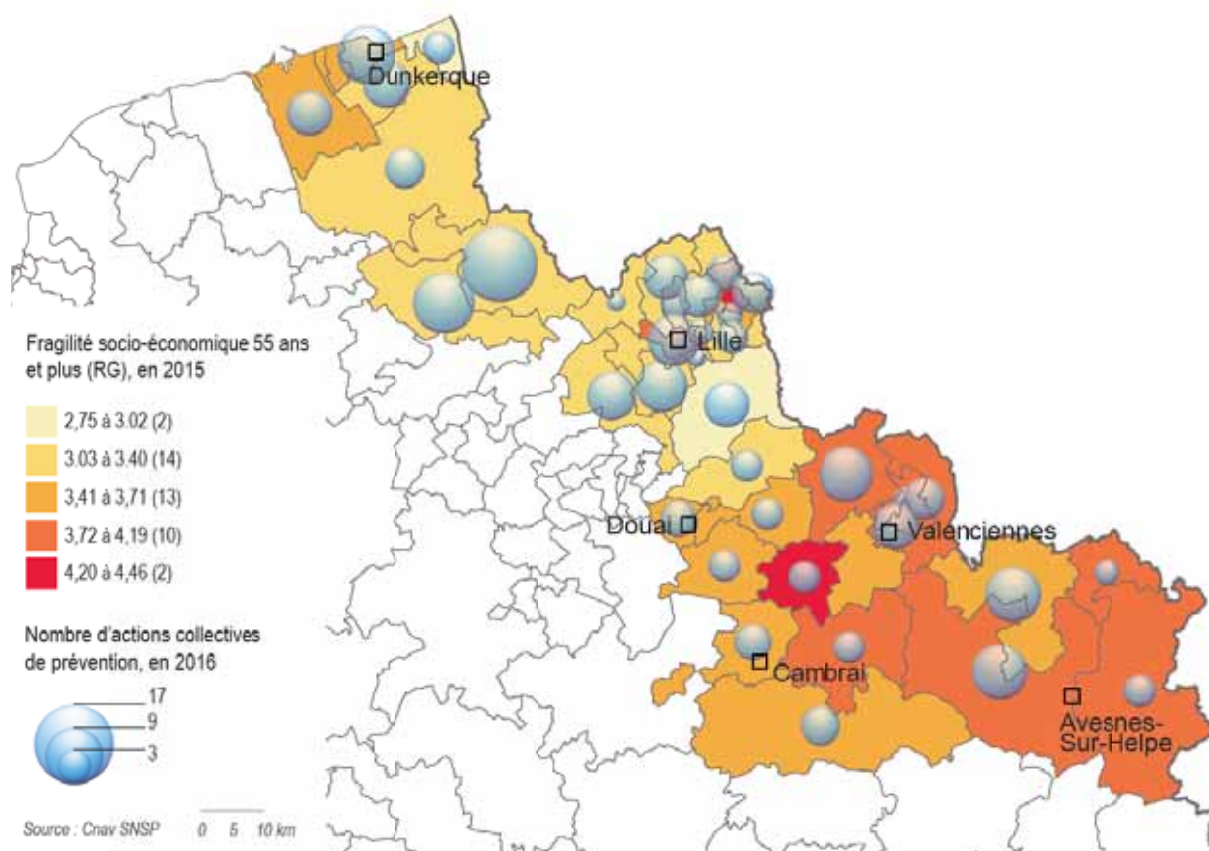 Dunkerque
Lille
Fragilité socio-économique 55 ans
et plus (RG), en 2015
2,75 à 3.02 (2)
3.03 à 3.40 (14)
3,41 à 3,71 (13)
3,72 à 4,19 (10)
4,20 à 4,46 (2)
Douai
Valenciennes
Nombre d'actions collectives
de prévention, en 2016
17
9
3
Cambrai
Avesnes-
Sur-Helpe
Source : Cnav SNSP
0 5 10 km